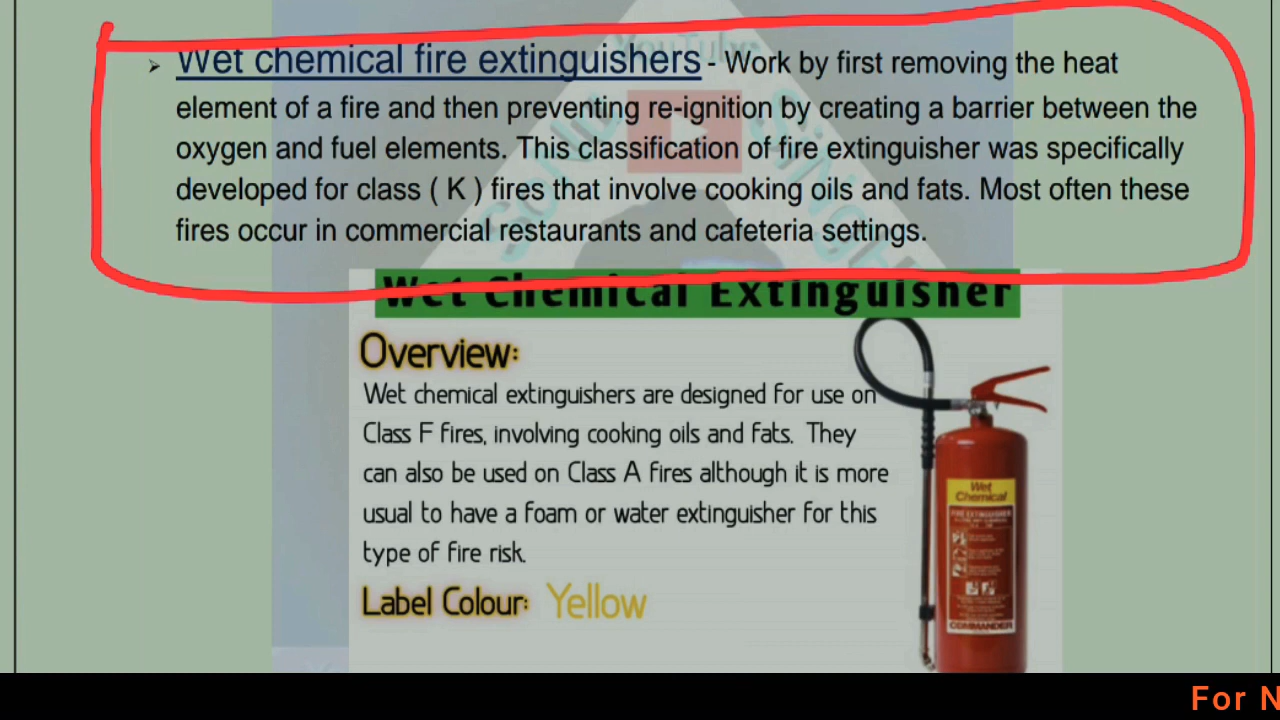 ➢ Wet chemical fire extinguishers - Work by first removing the heat
element of a fire and then preventing re-ignition by creating a barrier between the
oxygen and fuel elements. This classification of fire extinguisher was specifically
developed for class ( K ) fires that involve cooking oils and fats. Most often these
fires occur in commercial restaurants and cafeteria settings.
YouTube
SONU
SiNGH
Wet Chemical Extinguisher
Overview:
Wet chemical extinguishers are designed for use on
Class F fires, involving cooking oils and fats. They
can also be used on Class A fires although it is more
usual to have a foam or water extinguisher for this
type of fire risk.
Label Colour: Yellow
Wet
Chemical
FIRE EXTINGUISHER
COMMANDER
For N